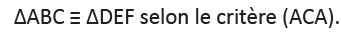 ΔABC ≡ ΔDEF selon le critère (ACA).